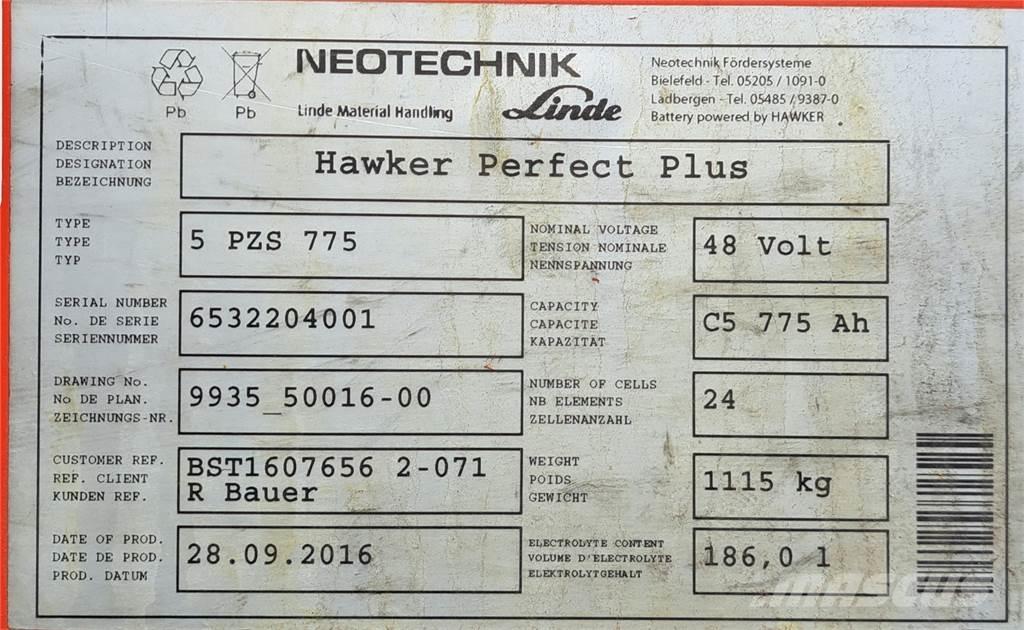 NEOTECHNIK
Pb
Pb
Linde Material Handling
Linde
Neotechnik Fördersysteme
Bielefeld - Tel. 05205 / 1091-0
Ladbergen - Tel. 05485 / 9387-0
Battery powered by HAWKER
DESCRIPTION
DESIGNATION
BEZEICHNUNG
Hawker Perfect Plus
TYPE
TYPE
TYP
5 PZS 775
NOMINAL VOLTAGE
TENSION NOMINALE
NENNSPANNUNG
48 Volt
SERIAL NUMBER
No. DE SERIE
SERIENNUMMER
6532204001
CAPACITY
CAPACITE
KAPAZITÄT
C5 775 Ah
DRAWING No.
No DE PLAN.
ZEICHNUNGS-NR.
9935_50016-00
NUMBER OF CELLS
NB ELEMENTS
ZELLENANZAHL
24
CUSTOMER REF.
REF. CLIENT
KUNDEN REF.
BST1607656 2-071
R Bauer
WEIGHT
POIDS
GEWICHT
1115 kg
DATE OF PROD.
DATE DE PROD.
PROD. DATUM
28.09.2016
ELECTROLYTE CONTENT
VOLUME D'ELECTROLYTE
ELEKTROLYTGEHALT
186,0 l
MASCUS